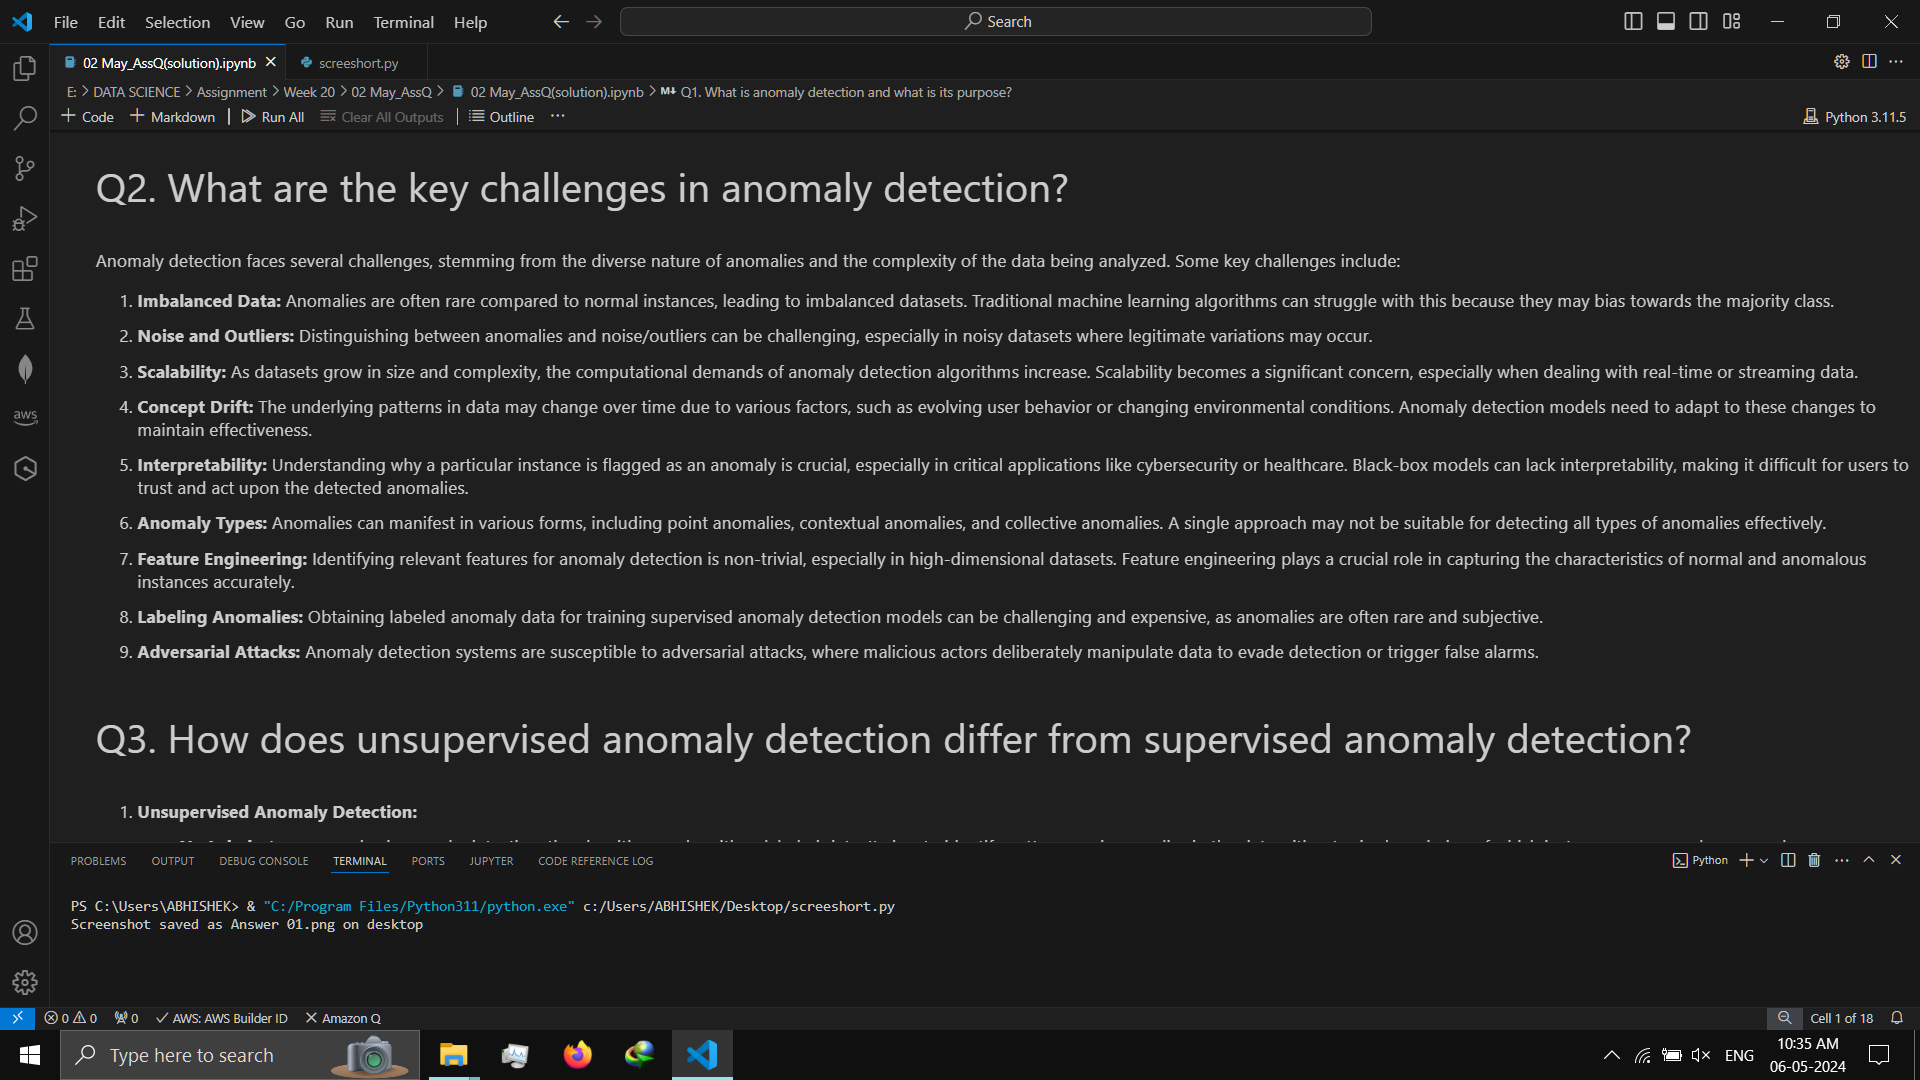 File Edit Selection View Go Run Terminal Help
Search
02 May_AssQ(solution).ipynb
screeshort.py
E: > DATA SCIENCE > Assignment > Week 20 > 02 May_AssQ > 02 May_AssQ(solution).ipynb > M↓ Q1. What is anomaly detection and what is its purpose?
+ Code + Markdown | Run All Clear All Outputs | Outline ...
Python 3.11.5
Q2. What are the key challenges in anomaly detection?
Anomaly detection faces several challenges, stemming from the diverse nature of anomalies and the complexity of the data being analyzed. Some key challenges include:
1. Imbalanced Data: Anomalies are often rare compared to normal instances, leading to imbalanced datasets. Traditional machine learning algorithms can struggle with this because they may bias towards the majority class.
2. Noise and Outliers: Distinguishing between anomalies and noise/outliers can be challenging, especially in noisy datasets where legitimate variations may occur.
3. Scalability: As datasets grow in size and complexity, the computational demands of anomaly detection algorithms increase. Scalability becomes a significant concern, especially when dealing with real-time or streaming data.
4. Concept Drift: The underlying patterns in data may change over time due to various factors, such as evolving user behavior or changing environmental conditions. Anomaly detection models need to adapt to these changes to
maintain effectiveness.
5. Interpretability: Understanding why a particular instance is flagged as an anomaly is crucial, especially in critical applications like cybersecurity or healthcare. Black-box models can lack interpretability, making it difficult for users to
trust and act upon the detected anomalies.
6. Anomaly Types: Anomalies can manifest in various forms, including point anomalies, contextual anomalies, and collective anomalies. A single approach may not be suitable for detecting all types of anomalies effectively.
7. Feature Engineering: Identifying relevant features for anomaly detection is non-trivial, especially in high-dimensional datasets. Feature engineering plays a crucial role in capturing the characteristics of normal and anomalous
instances accurately.
8. Labeling Anomalies: Obtaining labeled anomaly data for training supervised anomaly detection models can be challenging and expensive, as anomalies are often rare and subjective.
9. Adversarial Attacks: Anomaly detection systems are susceptible to adversarial attacks, where malicious actors deliberately manipulate data to evade detection or trigger false alarms.
Q3. How does unsupervised anomaly detection differ from supervised anomaly detection?
1. Unsupervised Anomaly Detection:
aws
PROBLEMS OUTPUT DEBUG CONSOLE TERMINAL PORTS JUPYTER CODE REFERENCE LOG
Python
PS C:\Users\ABHISHEK> & "C:/Program Files/Python311/python.exe" c:/Users/ABHISHEK/Desktop/screeshort.py
Screenshot saved as Answer 01.png on desktop
0 0 0 AWS: AWS Builder ID Amazon Q
Cell 1 of 18
Type here to search
ENG
10:35 AM
06-05-2024